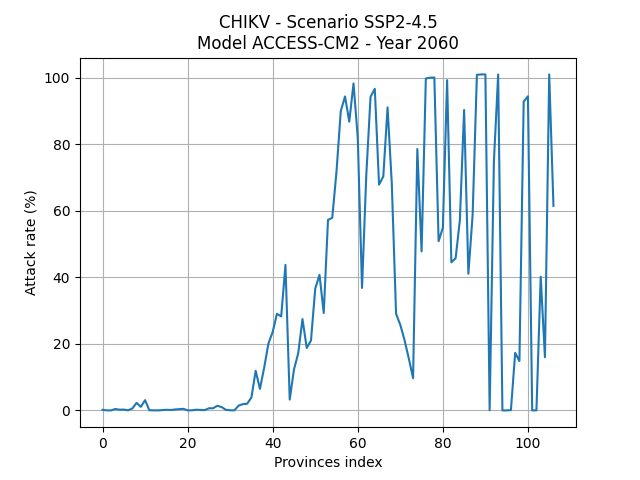 CHIKV - Scenario SSP2-4.5
Model ACCESS-CM2 - Year 2060
Attack rate (%)
100
80
60
40
20
0
0 20 40 60 80 100
Provinces index